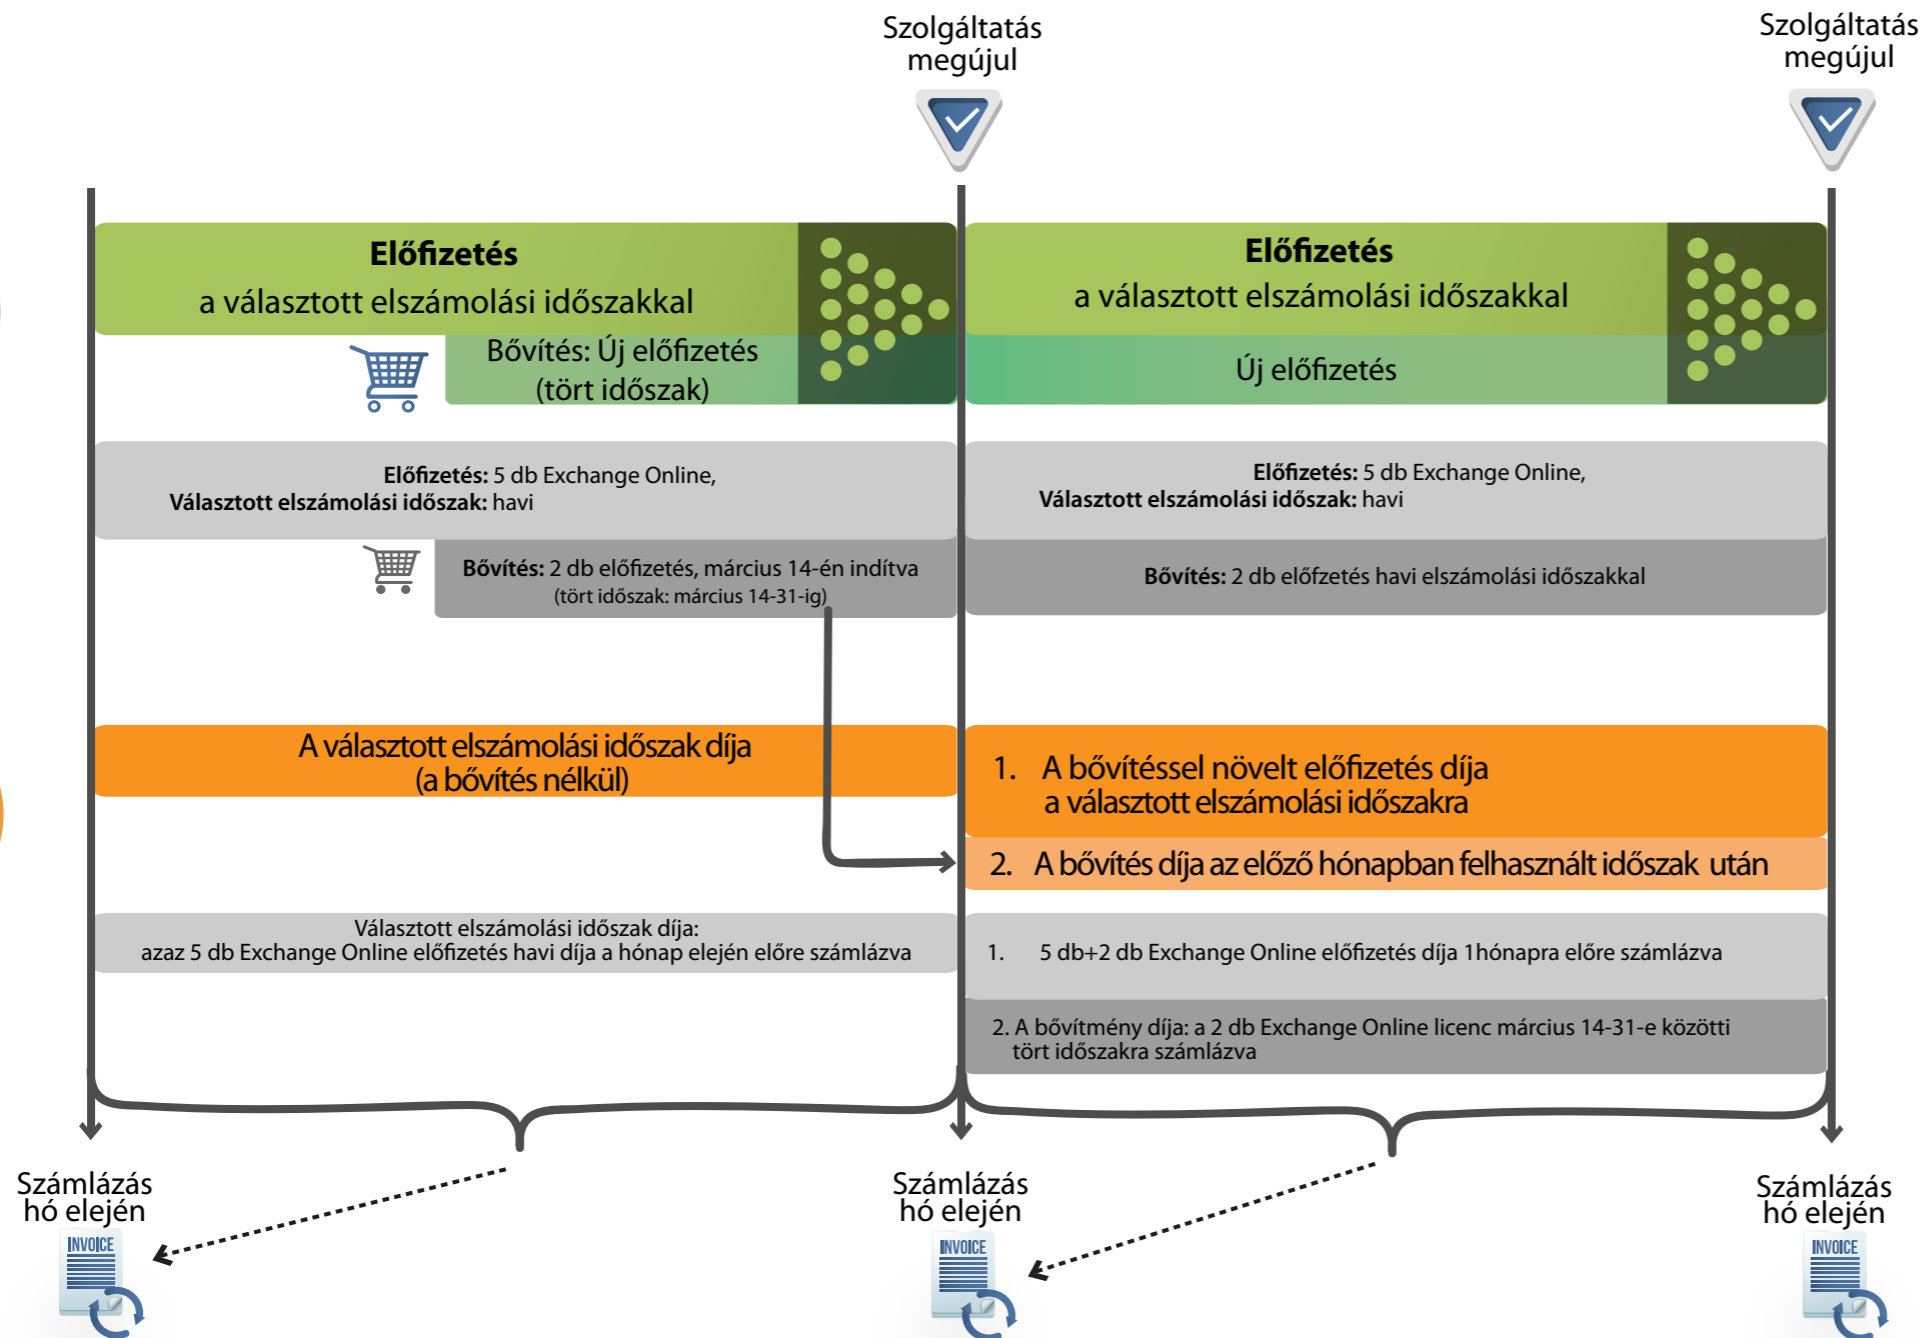 Szolgáltatás
megújul
Szolgáltatás
megújul
Előfizetés
a választott elszámolási időszakkal
Előfizetés
a választott elszámolási időszakkal
Bővítés: Új előfizetés
(tört időszak)
Új előfizetés
Előfizetés: 5 db Exchange Online,
Választott elszámolási időszak: havi
Előfizetés: 5 db Exchange Online,
Választott elszámolási időszak: havi
Bővítés: 2 db előfizetés, március 14-én indítva
(tört időszak: március 14-31-ig)
Bővítés: 2 db előfzetés havi elszámolási időszakkal
A választott elszámolási időszak díja
(a bővítés nélkül)
1. A bővítéssel növelt előfizetés díja
a választott elszámolási időszakra
2. A bővítés díja az előző hónapban felhasznált időszak után
Választott elszámolási időszak díja:
azaz 5 db Exchange Online előfizetés havi díja a hónap elején előre számlázva
1. 5 db+2 db Exchange Online előfizetés díja 1hónapra előre számlázva
2. A bővítmény díja: a 2 db Exchange Online licenc március 14-31-e közötti
tört időszakra számlázva
Számlázás
hó elején
INVOICE
Számlázás
hó elején
INVOICE
Számlázás
hó elején
INVOICE